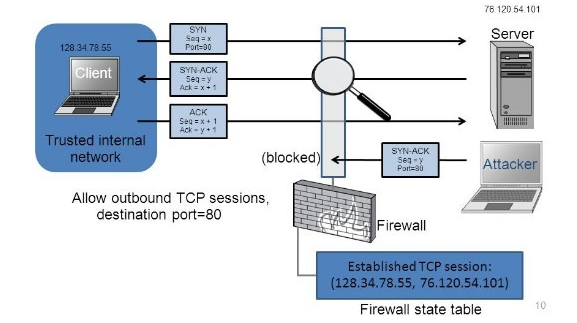 76.120.54.101
Server
128.34.78.55
Client
Trusted internal
network
SYN
Seq = x
Port=80
SYN-ACK
Seq = y
Ack = x + 1
ACK
Seq = x + 1
Ack = y + 1
(blocked)
SYN-ACK
Seq = y
Port=80
Attacker
Allow outbound TCP sessions,
destination port=80
Firewall
Established TCP session:
(128.34.78.55, 76.120.54.101)
Firewall state table
10